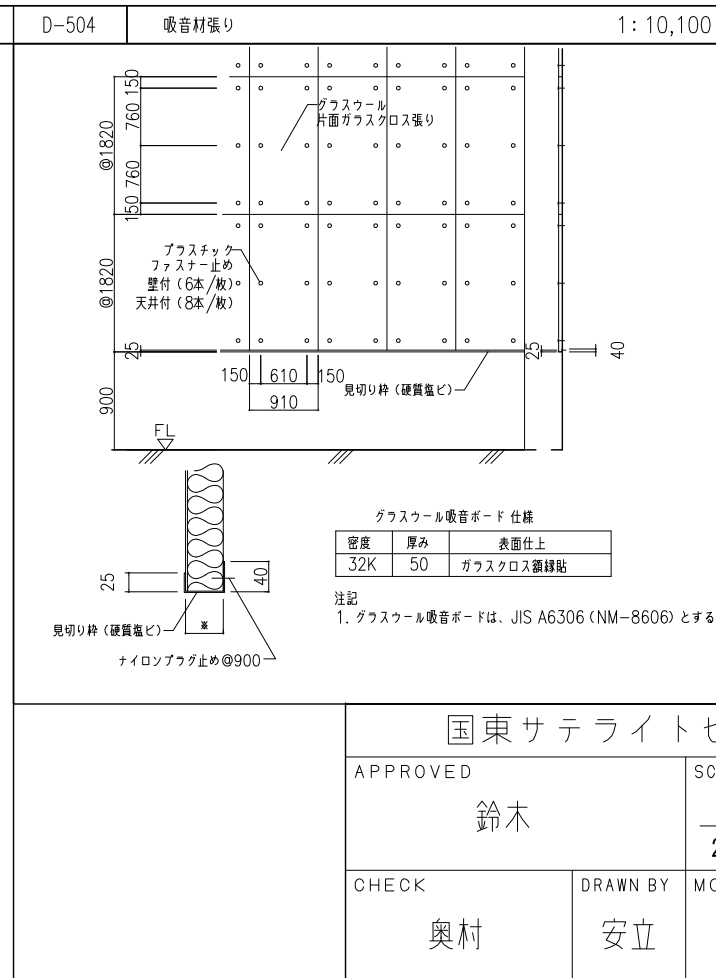 D-504
吸音材張り
1:10,100
150
760
@1820
760
150
グラスウール
片面ガラスクロス張り
プラスチック
ファスナー止め
壁付(6本/枚)
天井付(8本/枚)
@1820
25
25
40
150
610
150
910
見切り枠(硬質塩ビ)
900
FL
25
40
見切り枠(硬質塩ビ)
※
ナイロンプラグ止め@900
グラスウール吸音ボード 仕様
密度 厚み 表面仕上
32K 50 ガラスクロス額縁貼
注記
1. グラスウール吸音ボードは、JIS A6306(NM-8606)とする
国東サテライト
APPROVED
鈴木
SC
2
CHECK
奥村
DRAWN BY
安立
MO